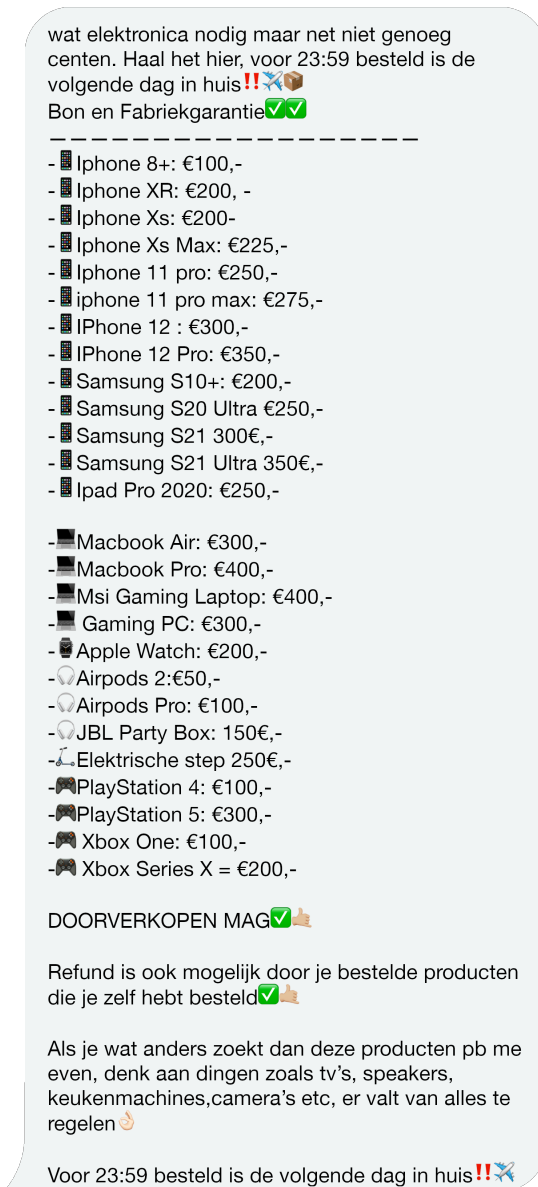 wat elektronica nodig maar net niet genoeg
centen. Haal het hier, voor 23:59 besteld is de
volgende dag in huis‼️✈️📦
Bon en Fabriekgarantie✅✅
——————————————————
-📱Iphone 8+: €100,-
-📱Iphone XR: €200, -
-📱Iphone Xs: €200-
-📱Iphone Xs Max: €225,-
-📱Iphone 11 pro: €250,-
-📱iphone 11 pro max: €275,-
-📱IPhone 12 : €300,-
-📱IPhone 12 Pro: €350,-
-📱Samsung S10+: €200,-
-📱Samsung S20 Ultra €250,-
-📱Samsung S21 300€,-
-📱Samsung S21 Ultra 350€,-
-📱Ipad Pro 2020: €250,-
-💻Macbook Air: €300,-
-💻Macbook Pro: €400,-
-💻Msi Gaming Laptop: €400,-
-💻 Gaming PC: €300,-
-⌚Apple Watch: €200,-
-🎧Airpods 2:€50,-
-🎧Airpods Pro: €100,-
-🎧JBL Party Box: 150€,-
-🛴Elektrische step 250€,-
-🎮PlayStation 4: €100,-
-🎮PlayStation 5: €300,-
-🎮 Xbox One: €100,-
-🎮 Xbox Series X = €200,-
DOORVERKOPEN MAG✅🤙🏼
Refund is ook mogelijk door je bestelde producten
die je zelf hebt besteld✅🤙🏼
Als je wat anders zoekt dan deze producten pb me
even, denk aan dingen zoals tv’s, speakers,
keukenmachines,camera’s etc, er valt van alles te
regelen👌🏻
Voor 23:59 besteld is de volgende dag in huis‼️✈️